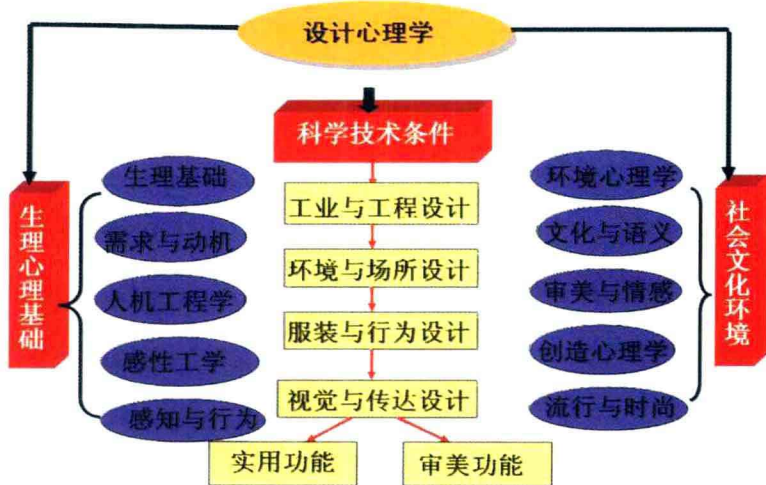 设计心理学
科学技术条件
生理心理基础
生理基础
需求与动机
人机工程学
感性工学
感知与行为
工业与工程设计
环境与场所设计
服装与行为设计
视觉与传达设计
实用功能
审美功能
环境心理学
文化与语义
审美与情感
创造心理学
流行与时尚
社会文化环境